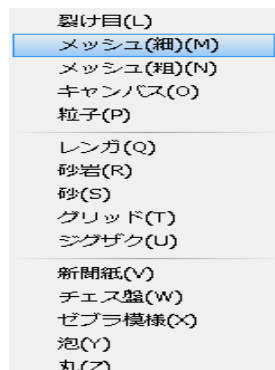 裂け目(L)
メッシュ(細)(M)
メッシュ(粗)(N)
キャンバス(O)
粒子(P)
レンガ(Q)
砂岩(R)
砂(S)
グリッド(T)
ジグザク(U)
新聞紙(V)
チェス盤(W)
ゼブラ模様(X)
泡(Y)
丸(Z)